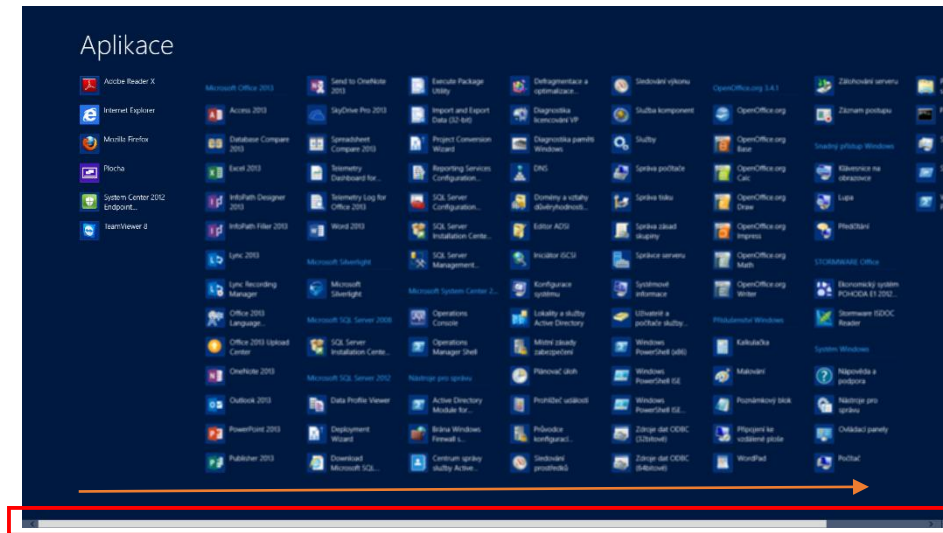 Aplikace
Adobe Reader X
Internet Explorer
Mozilla Firefox
Plocha
System Center 2012
Endpoint...
TeamViewer 8
Microsoft Office 2013
Access 2013
Database Compare
2013
Excel 2013
InfoPath Designer
2013
InfoPath Filler 2013
Lync 2013
Lync Recording
Manager
Office 2013
Language...
Office 2013 Upload
Center
OneNote 2013
Outlook 2013
PowerPoint 2013
Publisher 2013
Send to OneNote
2013
SkyDrive Pro 2013
Spreadsheet
Compare 2013
Telemetry
Dashboard for...
Telemetry Log for
Office 2013
Word 2013
Microsoft Silverlight
Microsoft
Silverlight
Microsoft SQL Server 2008
SQL Server
Installation Cente...
Microsoft SQL Server 2012
Data Profile Viewer
Deployment
Wizard
Download
Microsoft SQL...
Execute Package
Utility
Import and Export
Data (32-bit)
Project Conversion
Wizard
Reporting Services
Configuration...
SQL Server
Configuration...
SQL Server
Installation Cente...
SQL Server
Management...
Microsoft System Center 2...
Operations
Console
Operations
Manager Shell
Nástroje pro správu
Active Directory
Module for...
Brána Windows
Firewall s...
Centrum správy
služby Active...
Defragmentace a
optimalizace...
Diagnostika
licencování VP
Diagnostika paměti
Windows
DNS
Domény a vztahy
důvěryhodnosti...
Editor ADSI
Iniciátor iSCSI
Konfigurace
systému
Lokality a služby
Active Directory
Místní zásady
zabezpečení
Plánovač úloh
Prohlížeč událostí
Průvodce
konfigurací...
Sledování
prostředků
Sledování výkonu
Služba komponent
Služby
Správa počítače
Správa tisku
Správa zásad
skupiny
Správce serveru
Systémové
informace
Uživatelé a
počítače služby...
Windows
PowerShell (x86)
Windows
PowerShell ISE
Windows
PowerShell ISE...
Zdroje dat ODBC
(32bitové)
Zdroje dat ODBC
(64bitové)
OpenOffice.org 3.4.1
OpenOffice.org
OpenOffice.org
Base
OpenOffice.org
Calc
OpenOffice.org
Draw
OpenOffice.org
Impress
OpenOffice.org
Math
OpenOffice.org
Writer
Příslušenství Windows
Kalkulačka
Malování
Poznámkový blok
Připojení ke
vzdálené ploše
WordPad
Zálohování serveru
Záznam postupu
Snadný přístup Windows
Klávesnice na
obrazovce
Lupa
Předčítání
STORMWARE Office
Ekonomický systém
POHODA E1 2012...
Stormware ISDOC
Reader
Systém Windows
Nápověda a
podpora
Nástroje pro
správu
Ovládací panely
Počítač